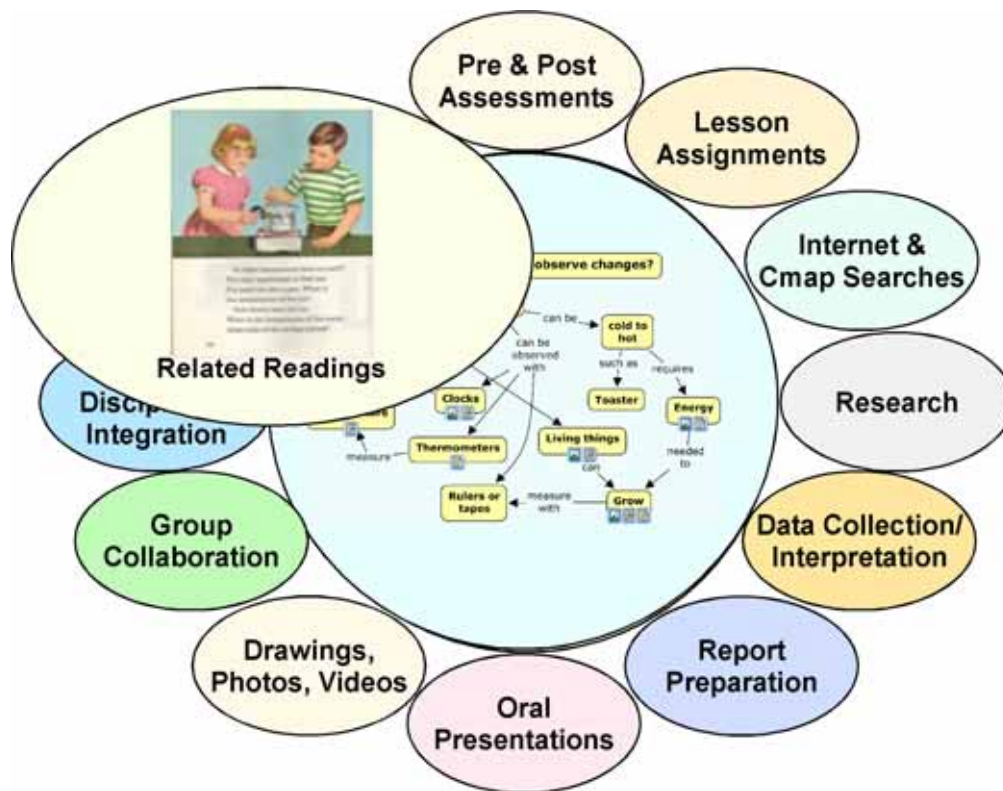 Pre & Post
Assessments
Lesson
Assignments
Internet &
Cmap Searches
Research
Data Collection/
Interpretation
Report
Preparation
Oral
Presentations
Drawings,
Photos, Videos
Group
Collaboration
Integration
Related Readings
observe changes?
can be
cold to
hot
can be
observed
with
such as
requires
Clocks
Toaster
Energy
Thermometers
measure
Living things
can
needed
to
Rulers or
tapes
measure
with
Grow